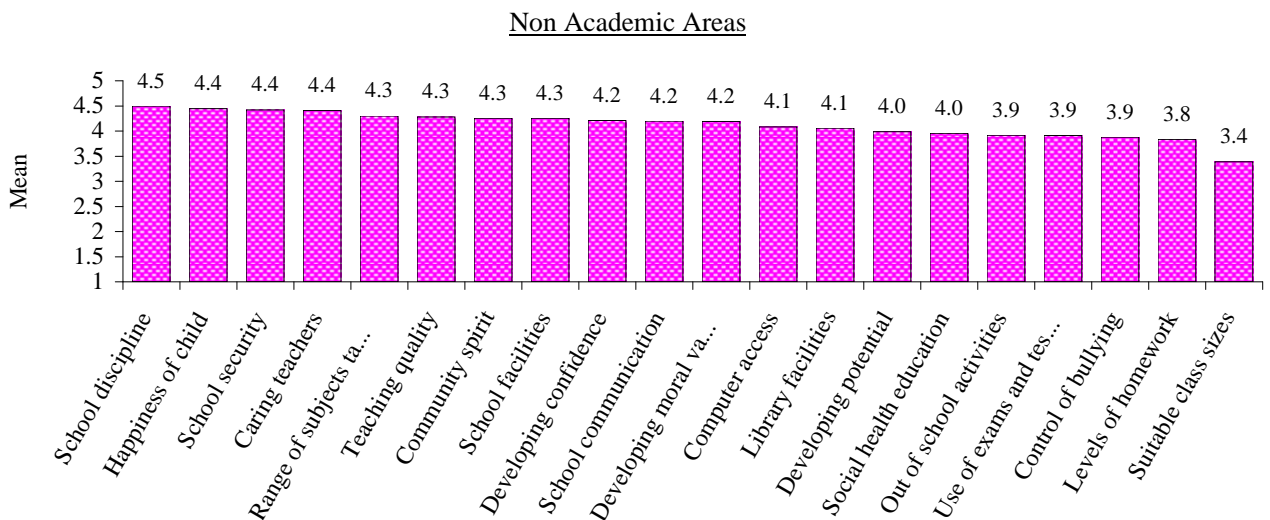 Non Academic Areas
Mean
5
4.5
4
3.5
3
2.5
2
1.5
1
4.5 4.4 4.4 4.4 4.3 4.3 4.3 4.3 4.2 4.2 4.2 4.1 4.1 4.0 4.0 3.9 3.9 3.9 3.8 3.4
School discipline
Happiness of child
School security
Caring teachers
Range of subjects ta...
Teaching quality
Community spirit
School facilities
Developing confidence
School communication
Developing moral va...
Computer access
Library facilities
Developing potential
Social health education
Out of school activities
Use of exams and tes...
Control of bullying
Levels of homework
Suitable class sizes